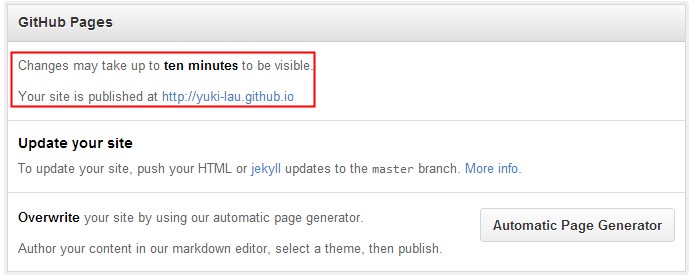 GitHub Pages
Changes may take up to ten minutes to be visible.
Your site is published at http://yuki-lau.github.io
Update your site
To update your site, push your HTML or jekyll updates to the master branch. More info.
Overwrite your site by using our automatic page generator.
Automatic Page Generator
Author your content in our markdown editor, select a theme, then publish.